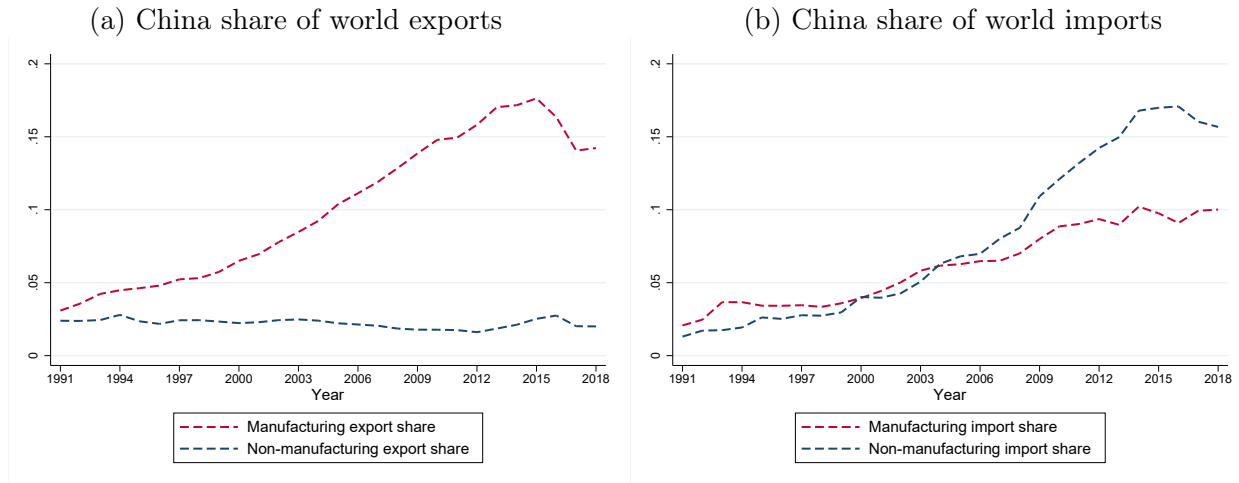 (a) China share of world exports
.2
.15
.1
.05
0
1991 1994 1997 2000 2003 2006 2009 2012 2015 2018
Year
Manufacturing export share
Non-manufacturing export share
(b) China share of world imports
.2
.15
.1
.05
0
1991 1994 1997 2000 2003 2006 2009 2012 2015 2018
Year
Manufacturing import share
Non-manufacturing import share